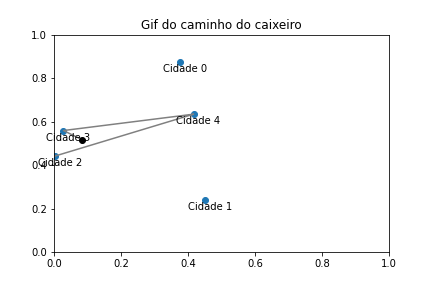 Gif do caminho do caixeiro
1.0
0.8
0.6
0.4
0.2
0.0
Cidade 0
Cidade 4
Cidade 3
Cidade 2
Cidade 1
0.0 0.2 0.4 0.6 0.8 1.0